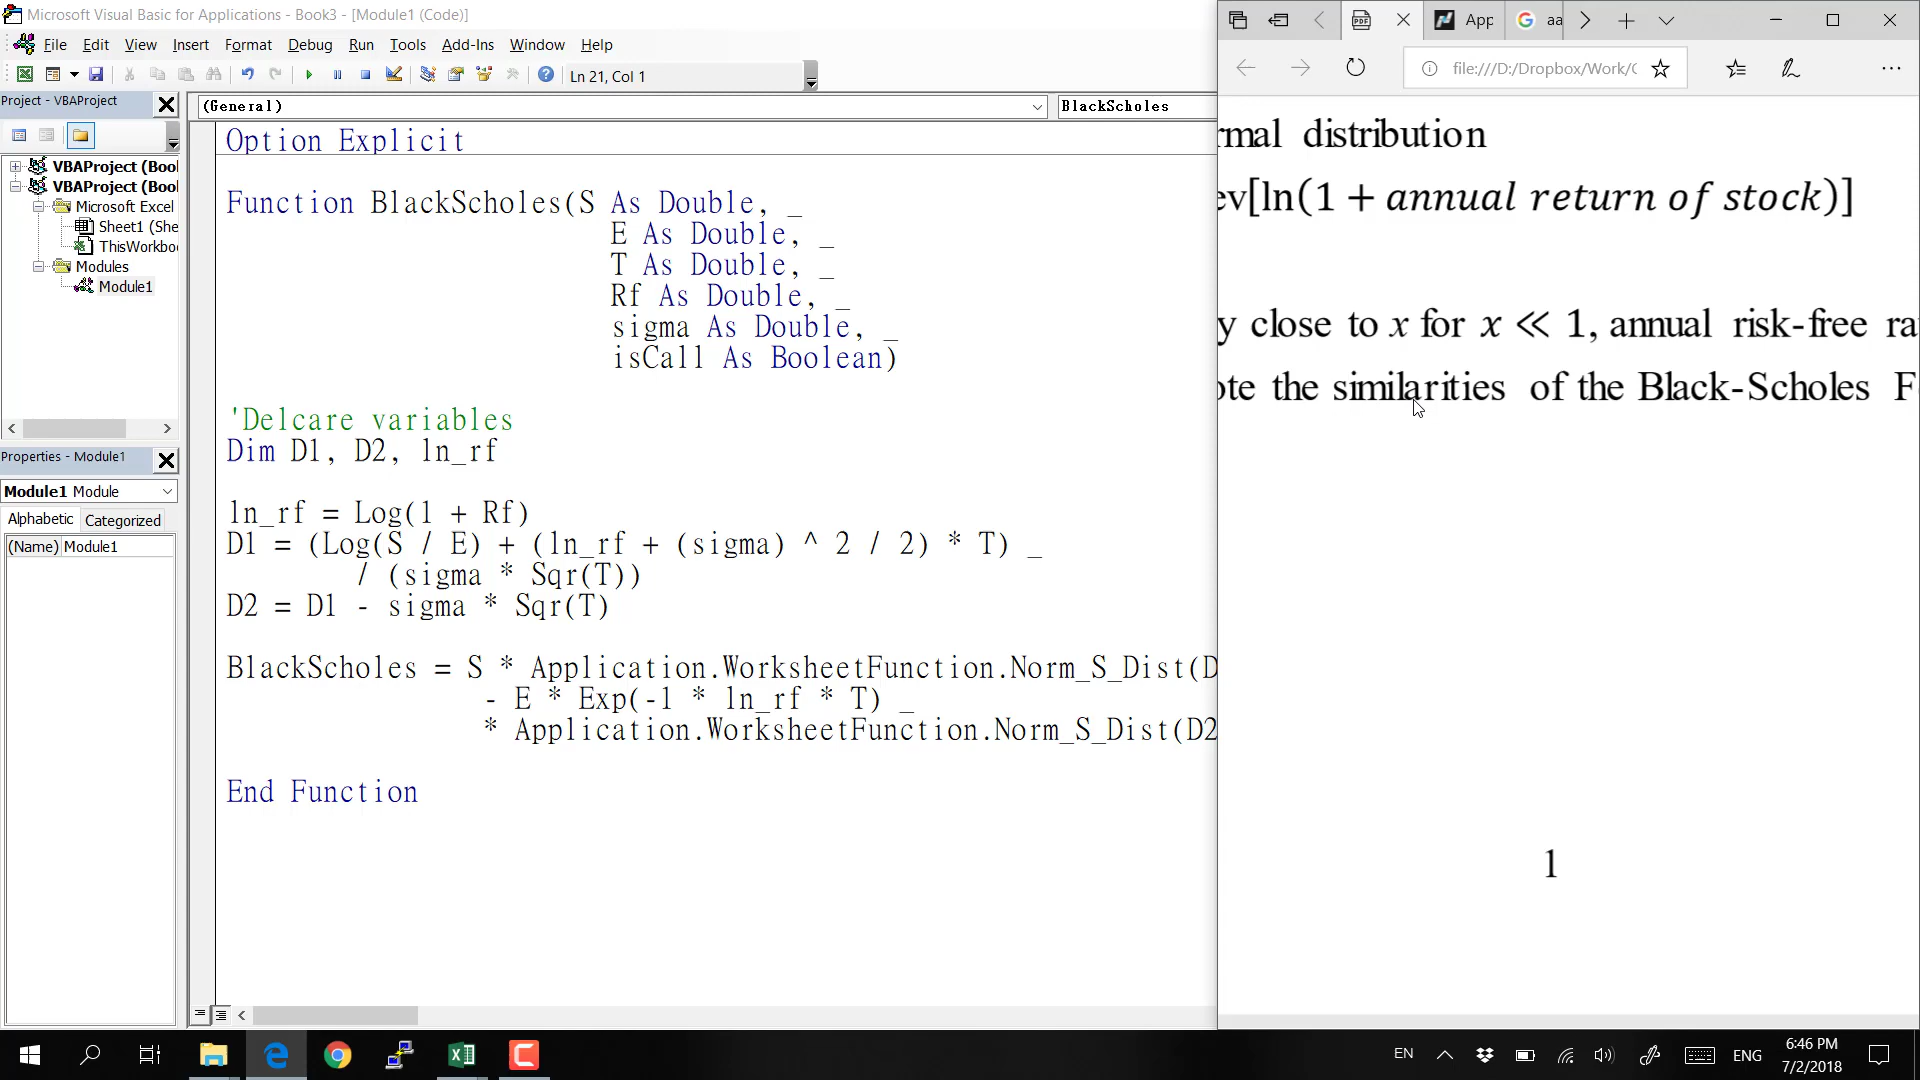 Microsoft Visual Basic for Applications - Book3 - [Module1 (Code)]
File Edit View Insert Format Debug Run Tools Add-Ins Window Help
Ln 21, Col 1
Project - VBAProject
(General)
BlackScholes
VBAProject (Bool
VBAProject (Bool
Microsoft Excel
Sheet1 (She
ThisWorkboo
Modules
Module1
Properties - Module1
Module1 Module
Alphabetic Categorized
(Name) Module1
Option Explicit
Function BlackScholes(S As Double, _
E As Double, _
T As Double, _
Rf As Double, _
sigma As Double, _
isCall As Boolean)
'Delcare variables
Dim D1, D2, ln_rf
ln_rf = Log(1 + Rf)
D1 = (Log(S / E) + (ln_rf + (sigma) ^ 2 / 2) * T) _
/ (sigma * Sqr(T))
D2 = D1 - sigma * Sqr(T)
BlackScholes = S * Application.WorksheetFunction.Norm_S_Dist(D
- E * Exp(-1 * ln_rf * T) _
* Application.WorksheetFunction.Norm_S_Dist(D2
End Function
PDF
App
aa
file:///D:/Dropbox/Work/C
rmal distribution
ev[ln(1 + annual return of stock)]
y close to x for x ≪ 1, annual risk-free ra
ote the similarities of the Black-Scholes F
1
EN
ENG
6:46 PM
7/2/2018